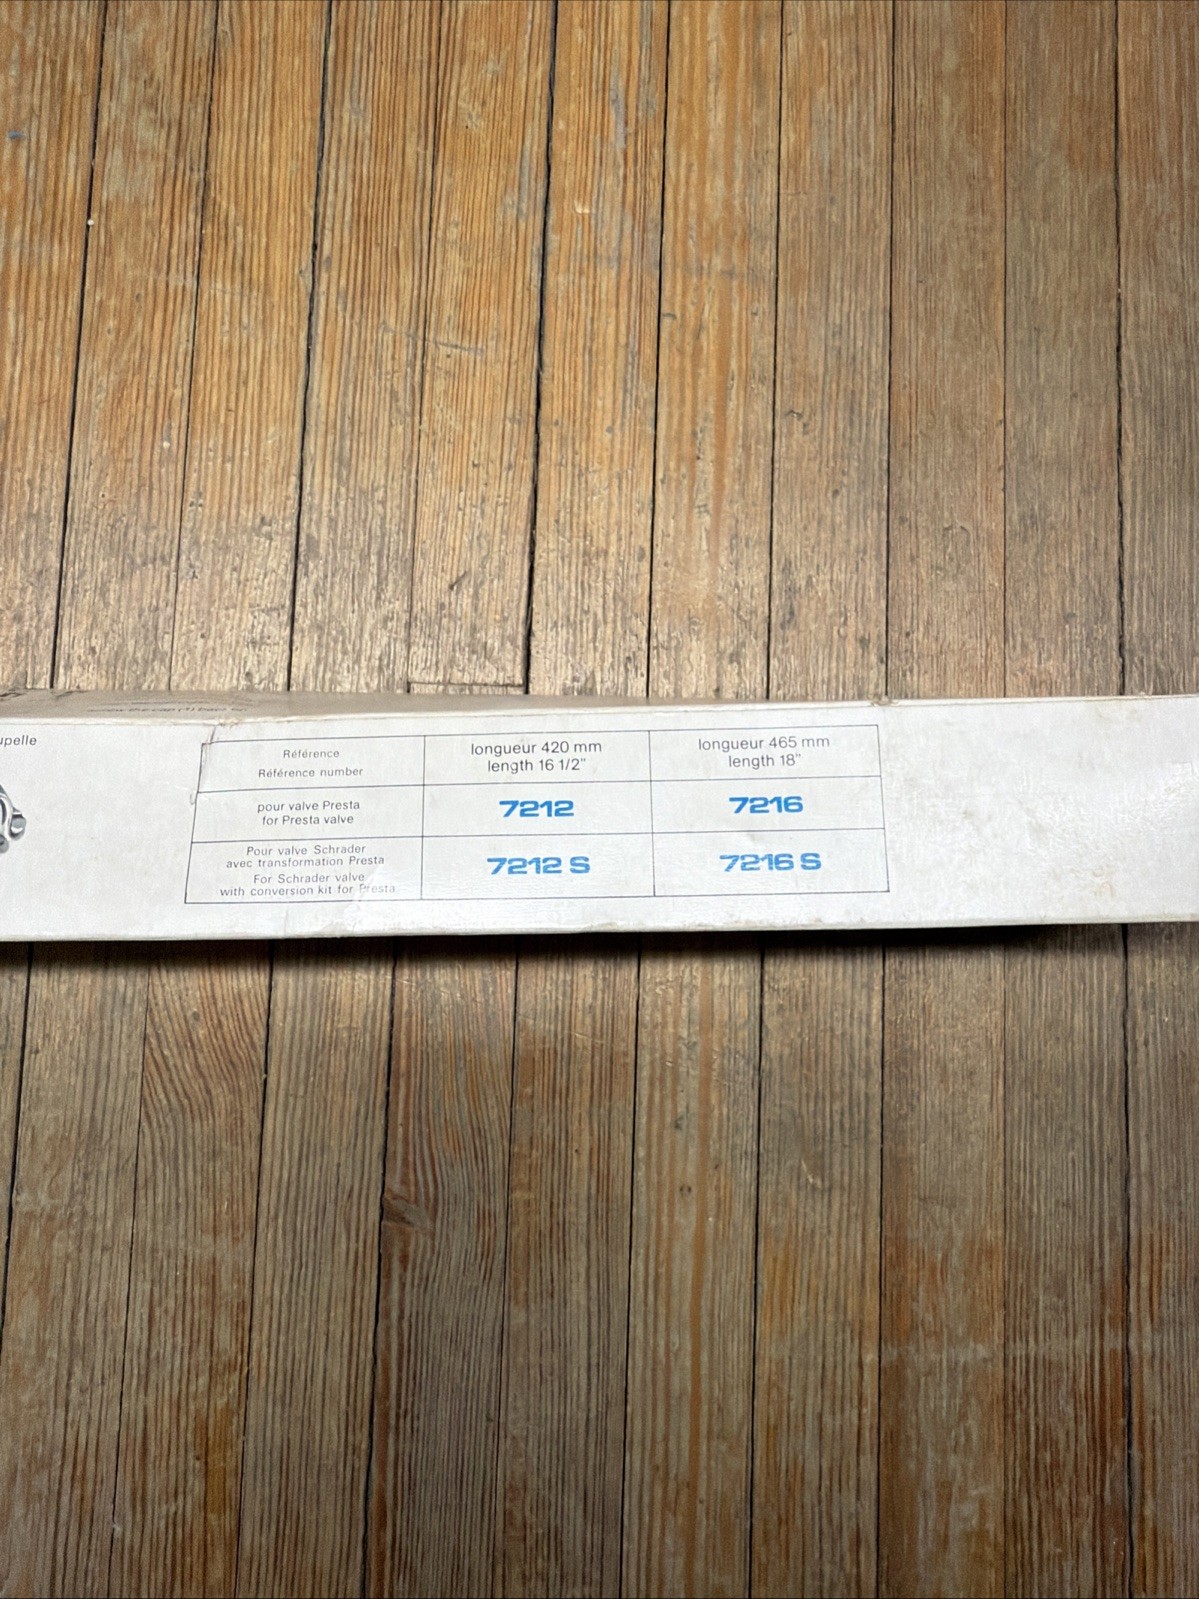 upelle
Référence
Référence number
longueur 420 mm
length 16 1/2"
longueur 465 mm
length 18"
pour valve Presta
for Presta valve
7212
7216
Pour valve Schrader
avec transformation Presta
For Schrader valve
with conversion kit for Presta
7212 S
7216 S